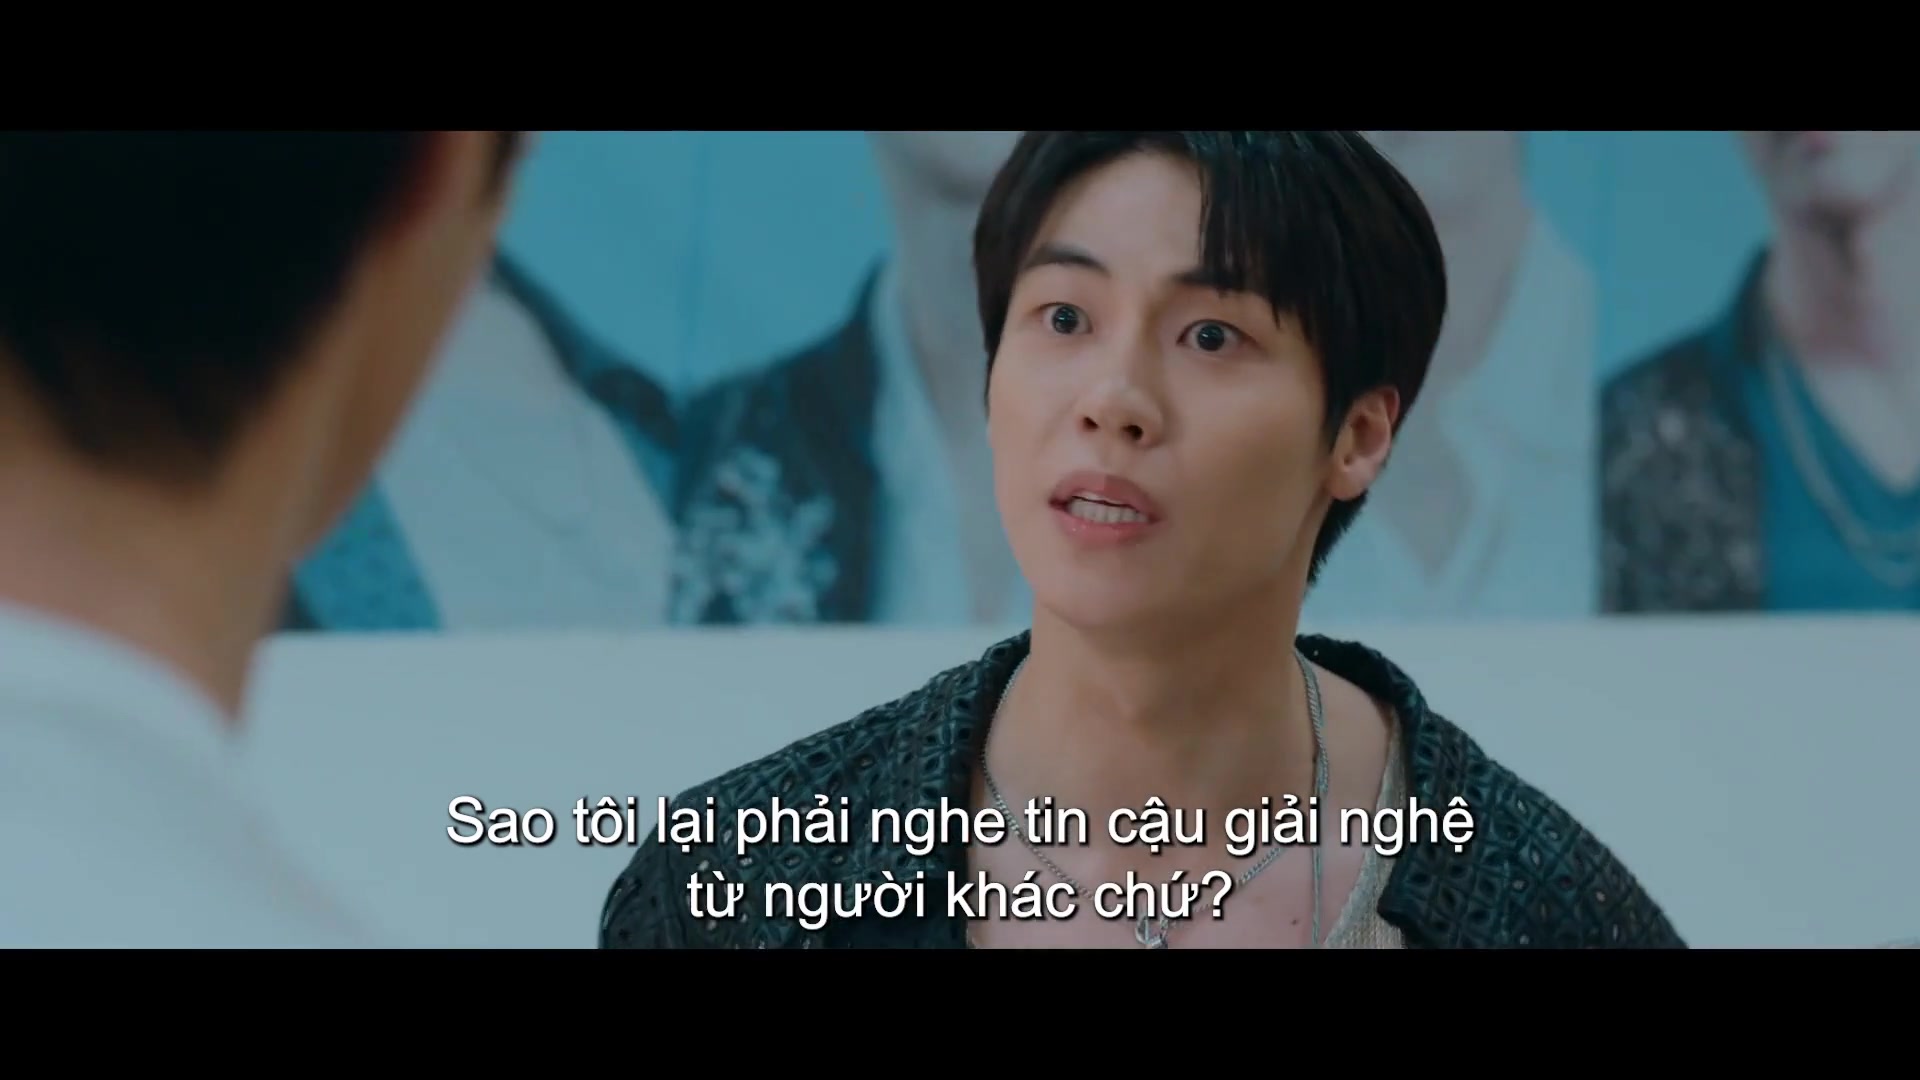 Sao tôi lại phải nghe tin cậu giải nghệ
từ người khác chứ?